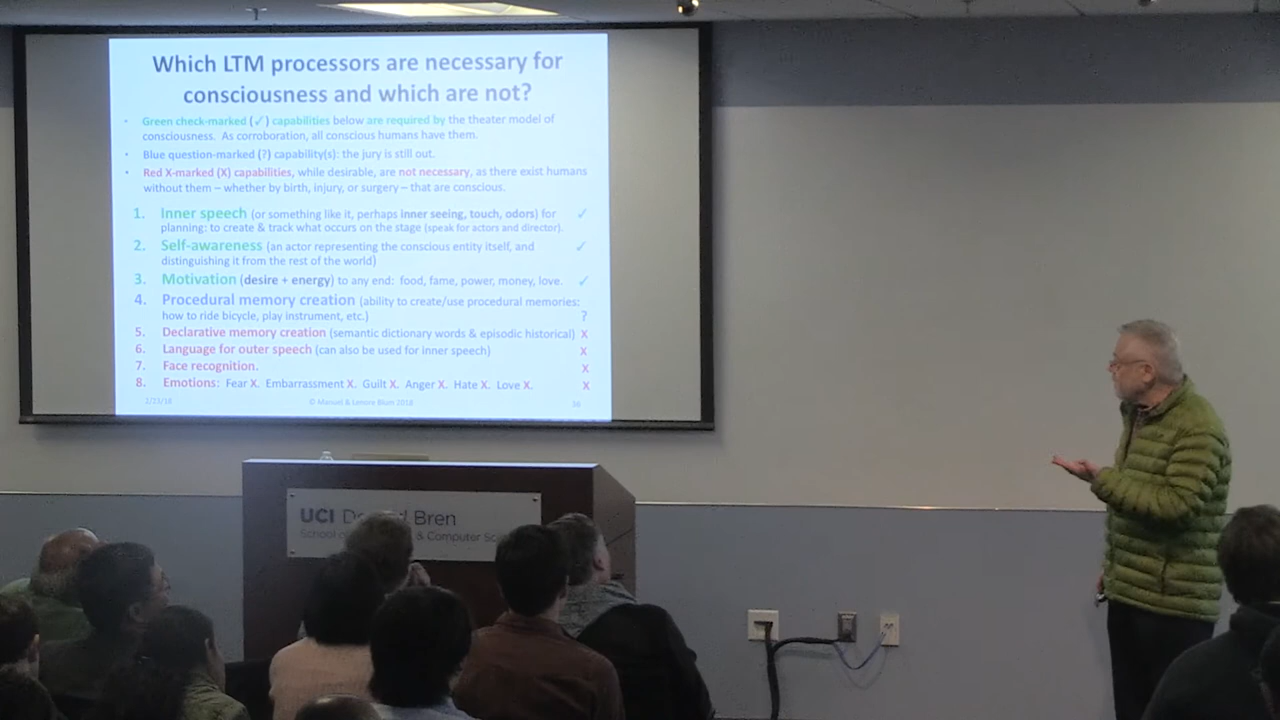 Which LTM processors are necessary for
consciousness and which are not?
• Green check-marked (✓) capabilities below are required by the theater model of
consciousness. As corroboration, all conscious humans have them.
• Blue question-marked (?) capability(s): the jury is still out.
• Red X-marked (X) capabilities, while desirable, are not necessary, as there exist humans
without them – whether by birth, injury, or surgery – that are conscious.
1. Inner speech (or something like it, perhaps inner seeing, touch, odors) for ✓
planning: to create & track what occurs on the stage (speak for actors and director).
2. Self-awareness (an actor representing the conscious entity itself, and ✓
distinguishing it from the rest of the world)
3. Motivation (desire + energy) to any end: food, fame, power, money, love. ✓
4. Procedural memory creation (ability to create/use procedural memories:
how to ride bicycle, play instrument, etc.) ?
5. Declarative memory creation (semantic dictionary words & episodic historical) X
6. Language for outer speech (can also be used for inner speech) X
7. Face recognition. X
8. Emotions: Fear X. Embarrassment X. Guilt X. Anger X. Hate X. Love X. X
2/23/18 © Manuel & Lenore Blum 2018
UCI Bren
School & Computer